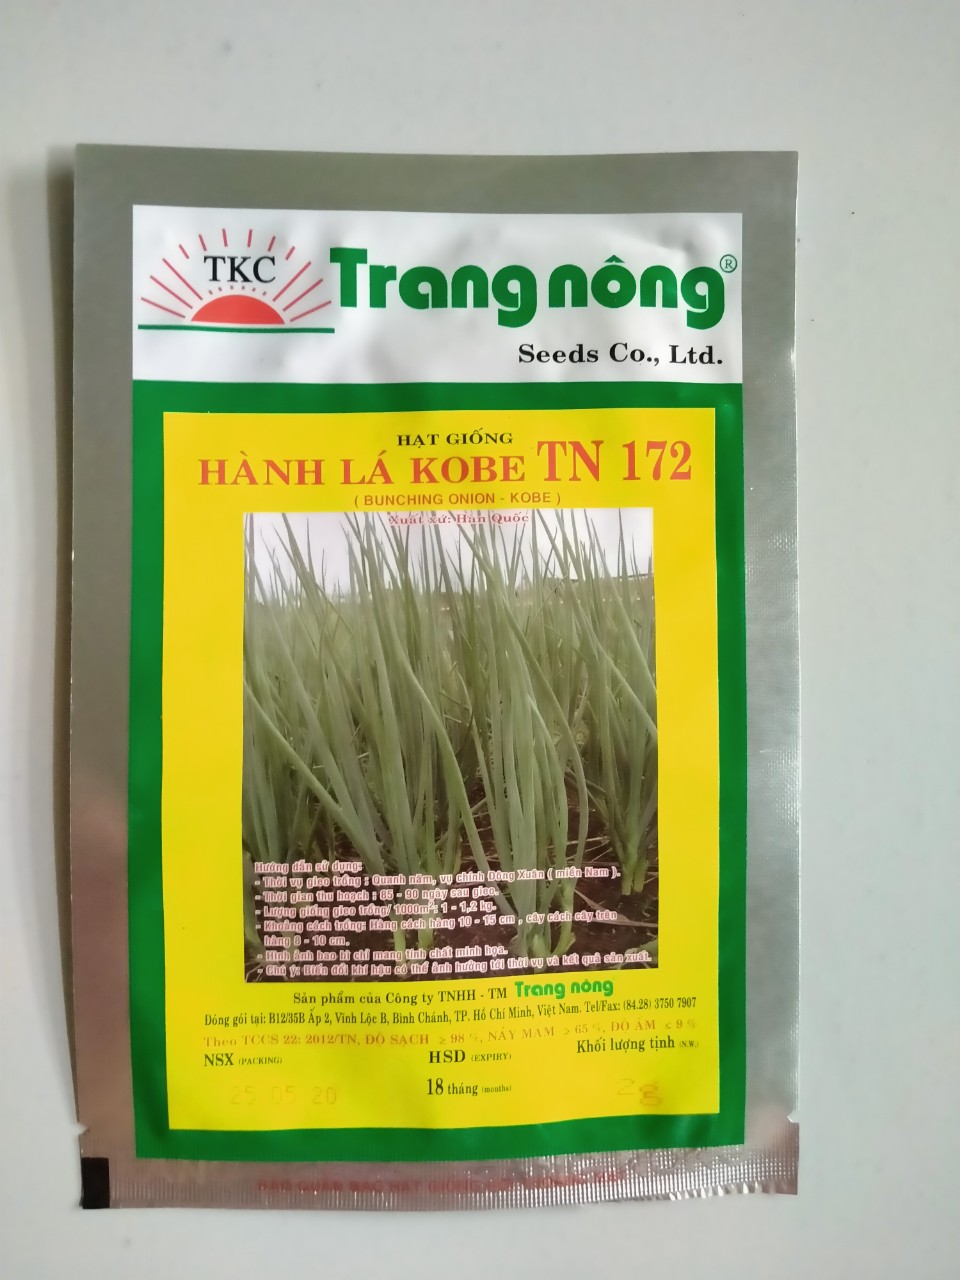 TKC
Trang nông ®
Seeds Co., Ltd.
HẠT GIỐNG
HÀNH LÁ KOBE TN 172
( BUNCHING ONION - KOBE )
Xuất xứ: Hàn Quốc
Hướng dẫn sử dụng:
- Thời vụ gieo trồng : Quanh năm, vụ chính Đông Xuân ( miền Nam ).
- Thời gian thu hoạch : 85 - 90 ngày sau gieo.
- Lượng giống gieo trồng/ 1000m²: 1 - 1,2 kg.
- Khoảng cách trồng: Hàng cách hàng 10 - 15 cm , cây cách cây trên
hàng 8 - 10 cm.
- Hình ảnh bao bì chỉ mang tính chất minh họa.
- Chú ý: Biến đổi khí hậu có thể ảnh hưởng tới thời vụ và kết quả sản xuất.
Sản phẩm của Công ty TNHH - TM Trang nông
Đóng gói tại: B12/35B Ấp 2, Vĩnh Lộc B, Bình Chánh, TP. Hồ Chí Minh, Việt Nam. Tel/Fax: (84.28) 3750 7907
Theo TCCS 22: 2012/TN, ĐỘ SẠCH ≥ 98 %, NẢY MẦM ≥ 65 %, ĐỘ ẨM ≤ 9 %
NSX (PACKING) HSD (EXPIRY) Khối lượng tịnh (N.W.)
25 05 20 18 tháng (months)